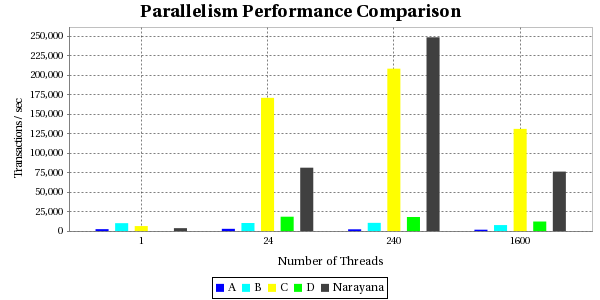 Parallelism Performance Comparison
Transactions / sec
250,000
225,000
200,000
175,000
150,000
125,000
100,000
75,000
50,000
25,000
0
1 24 240 1600
Number of Threads
A B C D Narayana